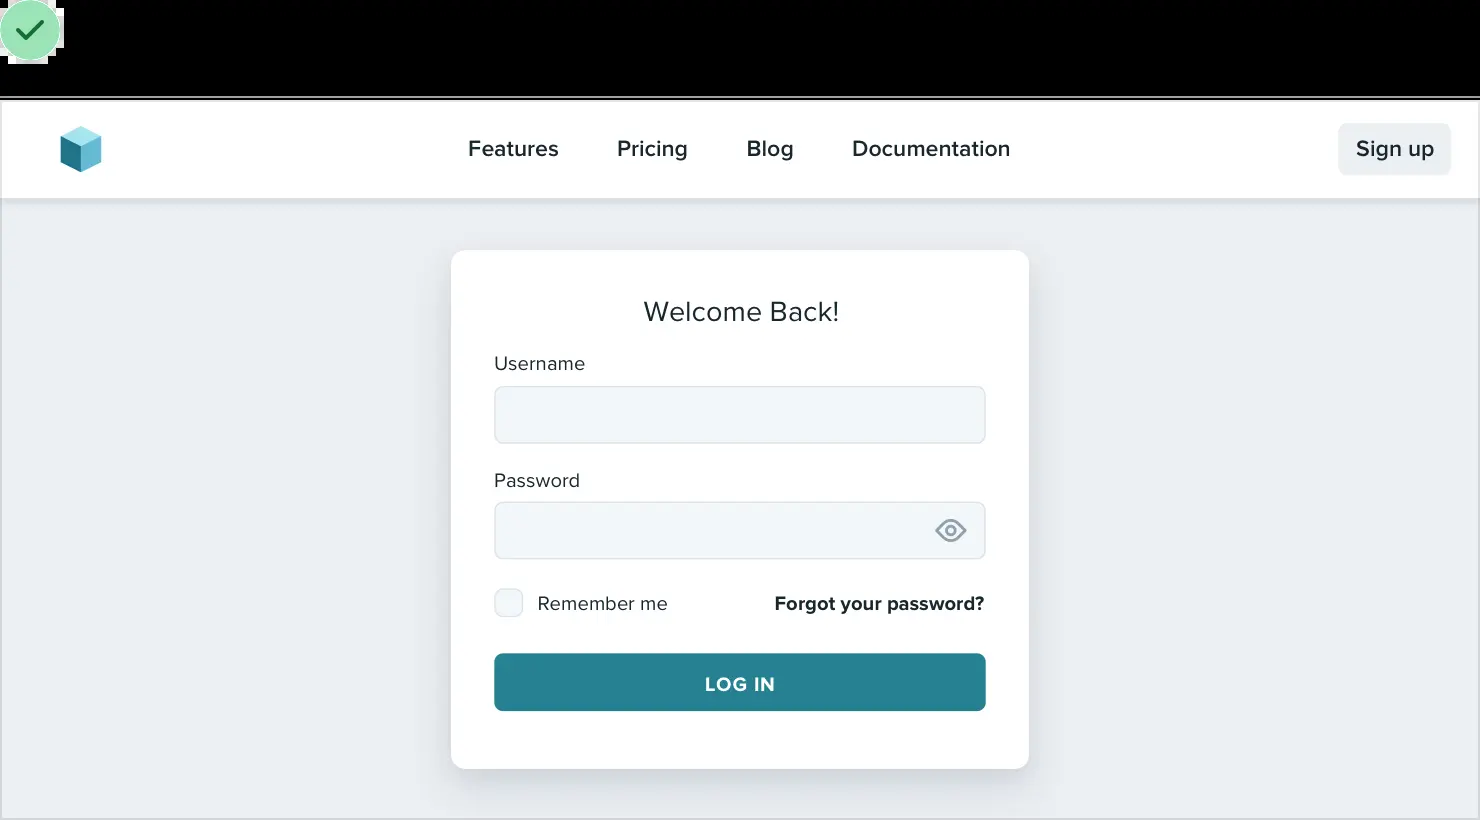 Features Pricing Blog Documentation Sign up
Welcome Back!
Username
Password
Remember me Forgot your password?
LOG IN